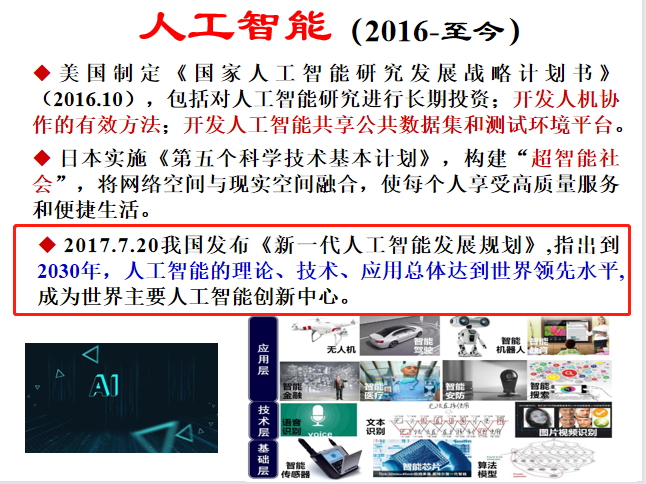 人工智能（2016-至今）
◆ 美国制定《国家人工智能研究发展战略计划书》
（2016.10），包括对人工智能研究进行长期投资；开发人机协
作的有效方法；开发人工智能共享公共数据集和测试环境平台。
◆ 日本实施《第五个科学技术基本计划》，构建“超智能社
会”，将网络空间与现实空间融合，使每个人享受高质量服务
和便捷生活。
◆ 2017.7.20我国发布《新一代人工智能发展规划》,指出到
2030年，人工智能的理论、技术、应用总体达到世界领先水平,
成为世界主要人工智能创新中心。
AI
应用层
无人机
智能驾驶
智能机器人
智能
智能金融
智能医疗
智能安防
智能搜索
技术层
语音识别
voice
文本识别
图片视频识别
基础层
智能传感器
智能芯片
算法模型